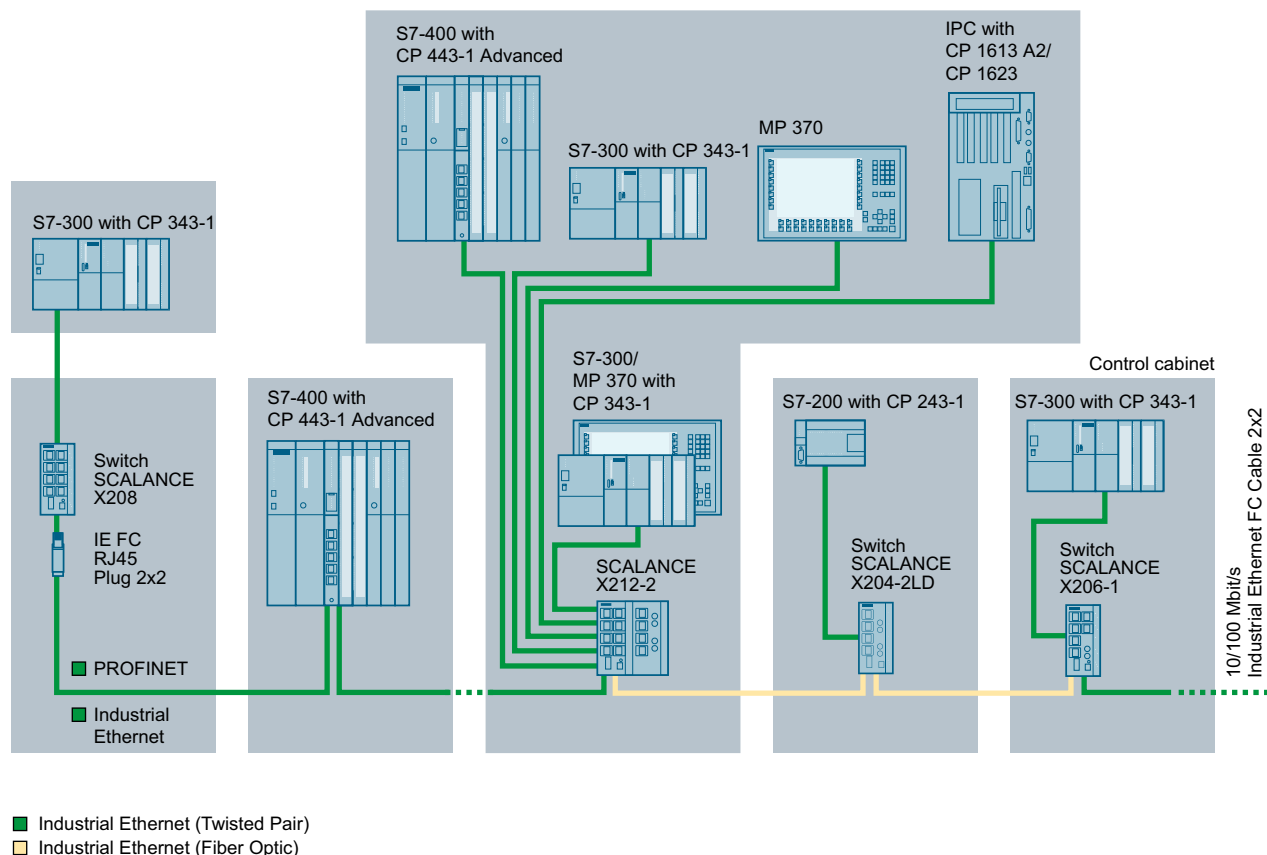 S7-400 with
CP 443-1 Advanced
IPC with
CP 1613 A2/
CP 1623
MP 370
S7-300 with CP 343-1
S7-300 with CP 343-1
S7-300/
MP 370 with
CP 343-1
Control cabinet
S7-400 with
CP 443-1 Advanced
S7-200 with CP 243-1
S7-300 with CP 343-1
Switch
SCALANCE
X208
IE FC
RJ45
Plug 2x2
SCALANCE
X212-2
Switch
SCALANCE
X204-2LD
Switch
SCALANCE
X206-1
10/100 Mbit/s
Industrial Ethernet FC Cable 2x2
PROFINET
Industrial
Ethernet
Industrial Ethernet (Twisted Pair)
Industrial Ethernet (Fiber Optic)